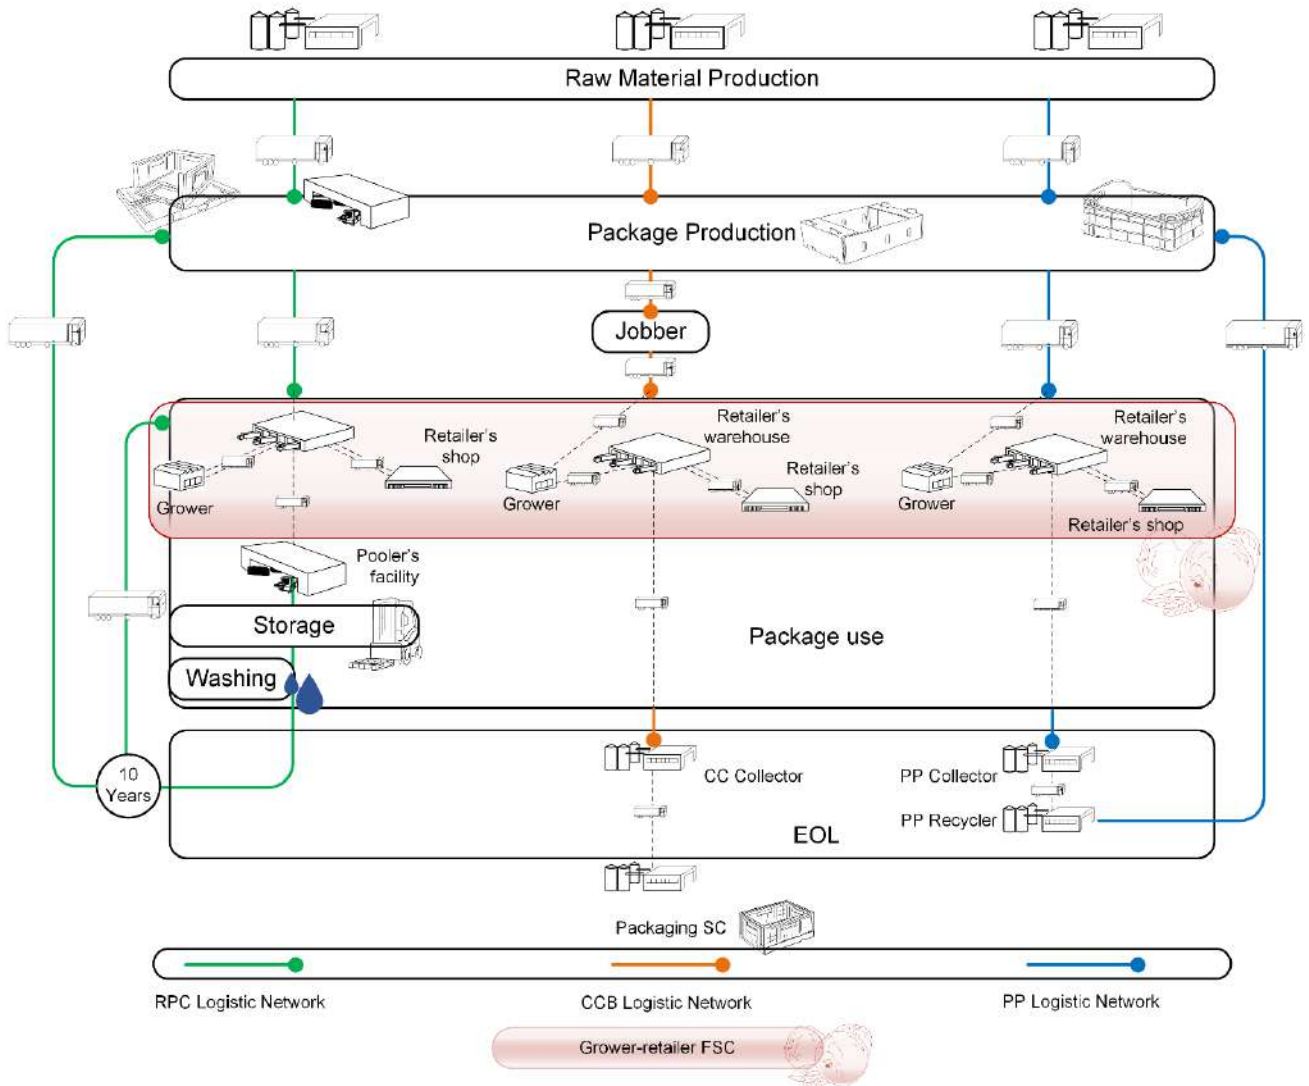 Raw Material Production
Package Production
Jobber
Retailer's
shop
Grower
Retailer's
warehouse
Retailer's
shop
Grower
Retailer's
warehouse
Grower
Retailer's shop
Pooler's
facility
Storage
Package use
Washing
10
Years
CC Collector
PP Collector
PP Recycler
EOL
Packaging SC
RPC Logistic Network
CCB Logistic Network
PP Logistic Network
Grower-retailer FSC